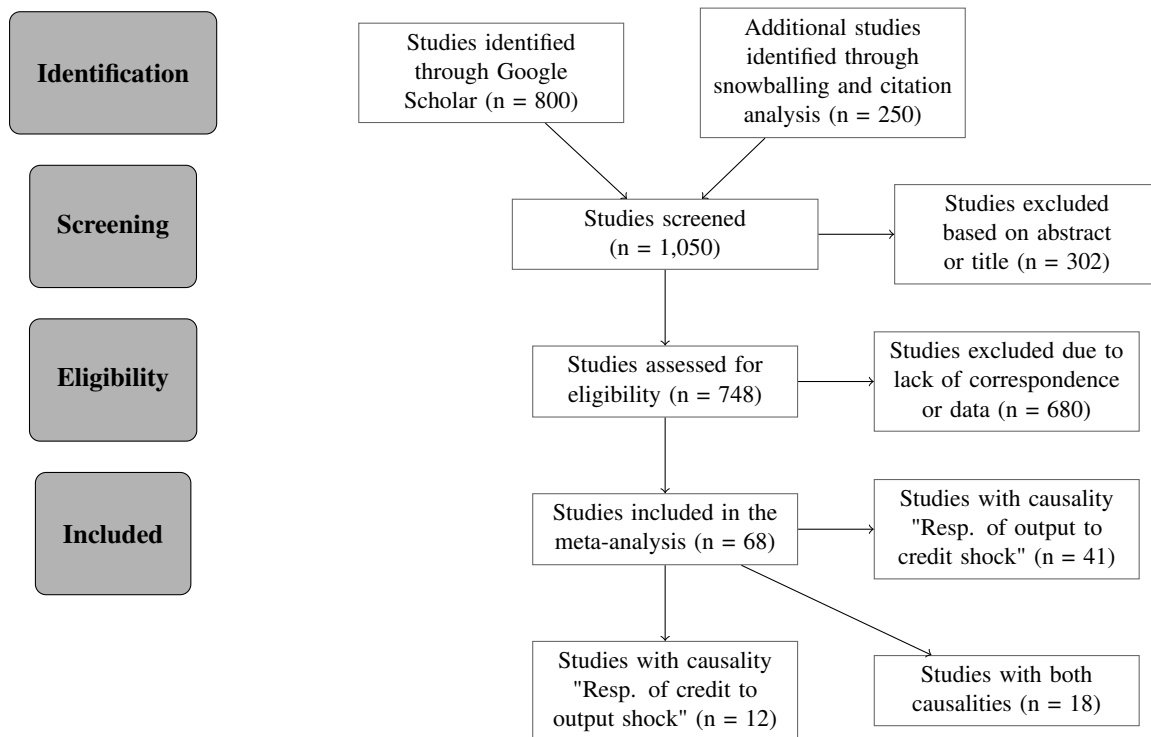 Identification
Studies identified
through Google
Scholar (n = 800)
Additional studies
identified through
snowballing and citation
analysis (n = 250)
Screening
Studies screened
(n = 1,050)
Studies excluded
based on abstract
or title (n = 302)
Eligibility
Studies assessed for
eligibility (n = 748)
Studies excluded due to
lack of correspondence
or data (n = 680)
Included
Studies included in the
meta-analysis (n = 68)
Studies with causality
"Resp. of output to
credit shock" (n = 41)
Studies with causality
"Resp. of credit to
output shock" (n = 12)
Studies with both
causalities (n = 18)